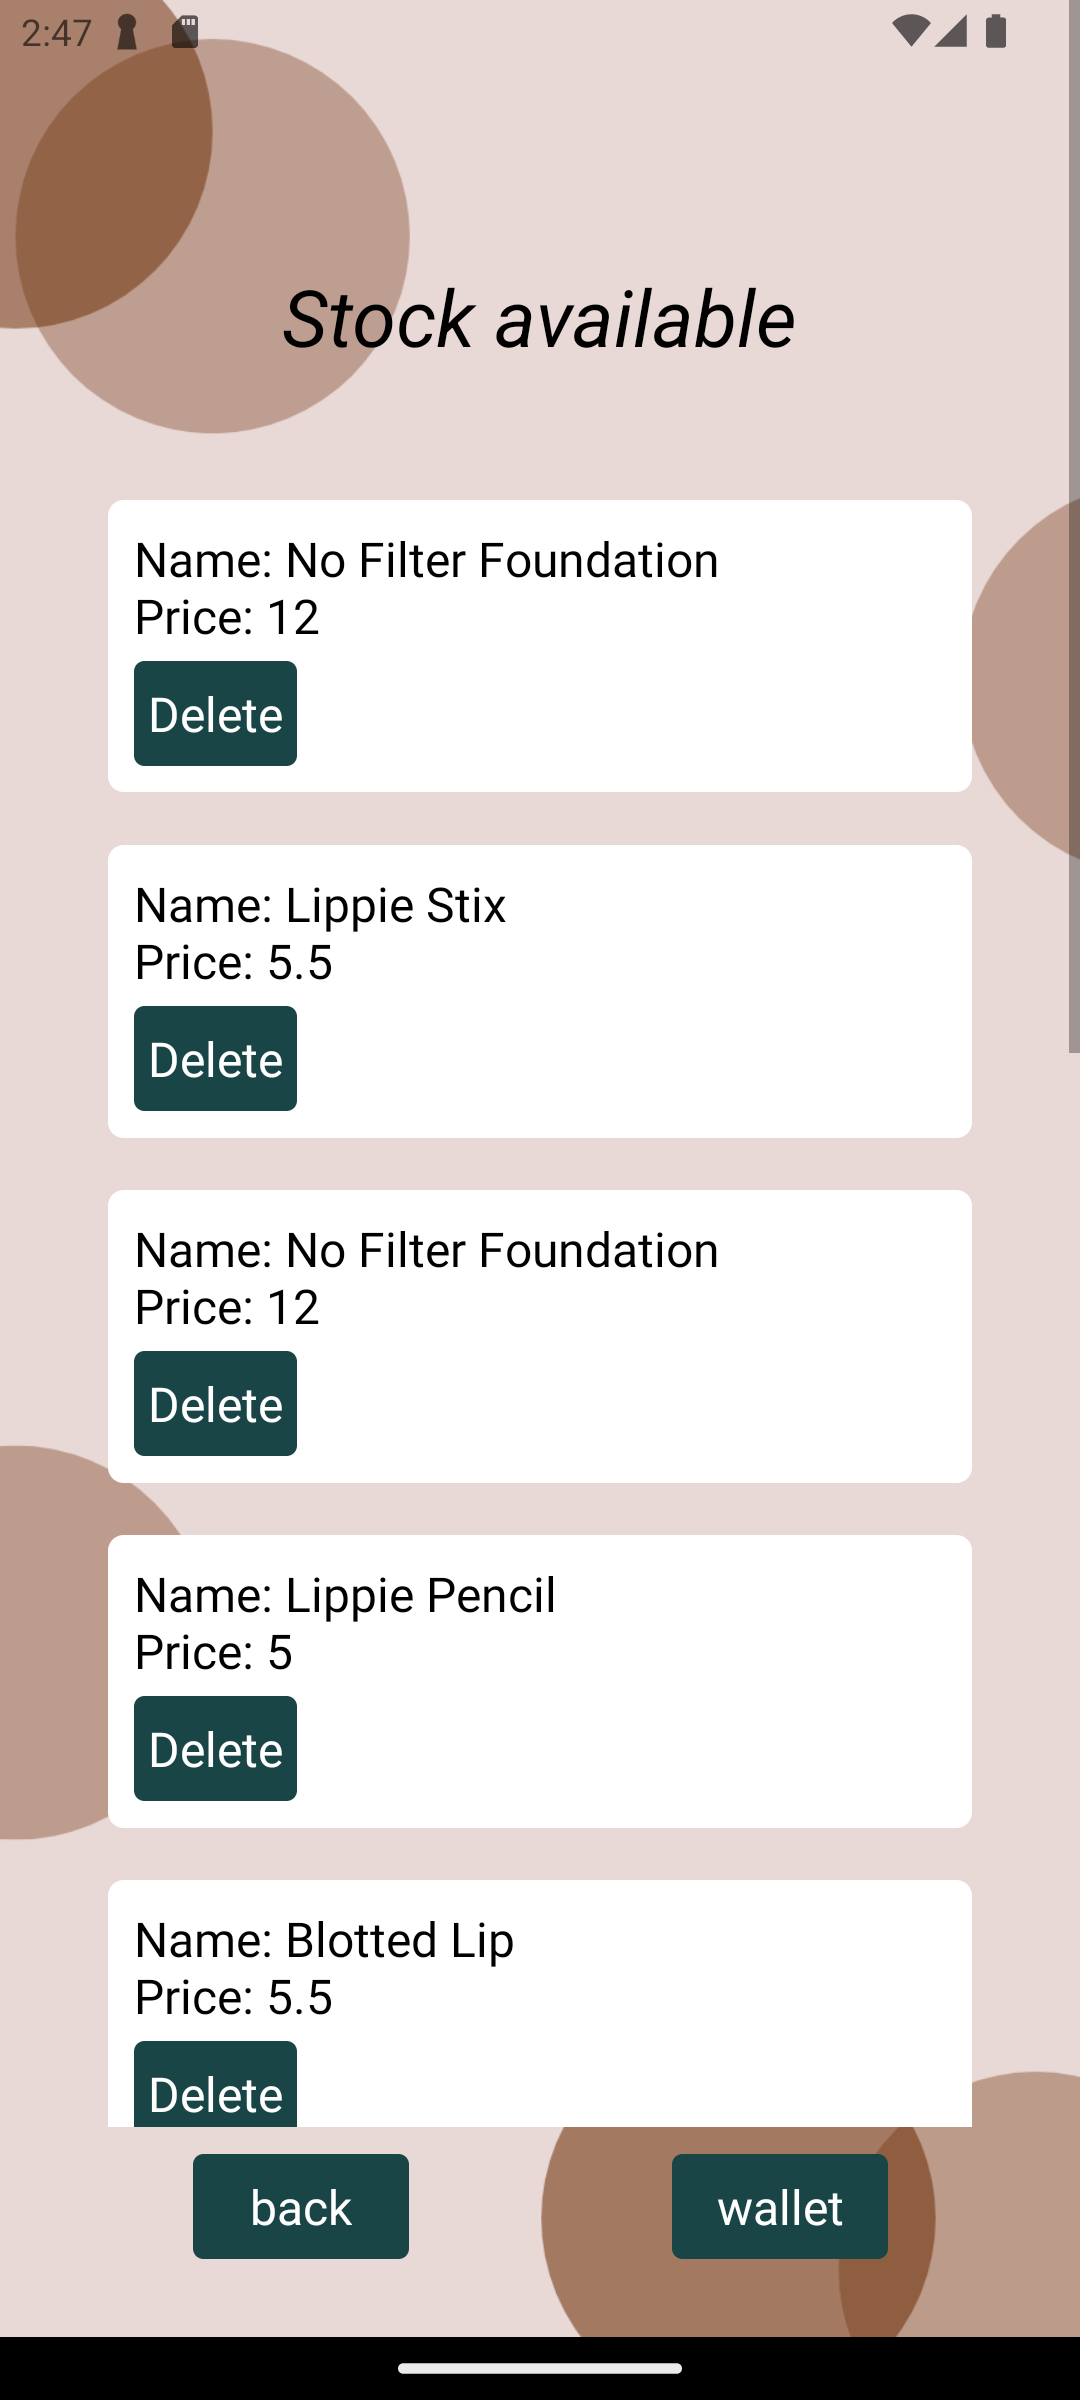 2:47
Stock available
Name: No Filter Foundation
Price: 12
Delete
Name: Lippie Stix
Price: 5.5
Delete
Name: No Filter Foundation
Price: 12
Delete
Name: Lippie Pencil
Price: 5
Delete
Name: Blotted Lip
Price: 5.5
Delete
back
wallet